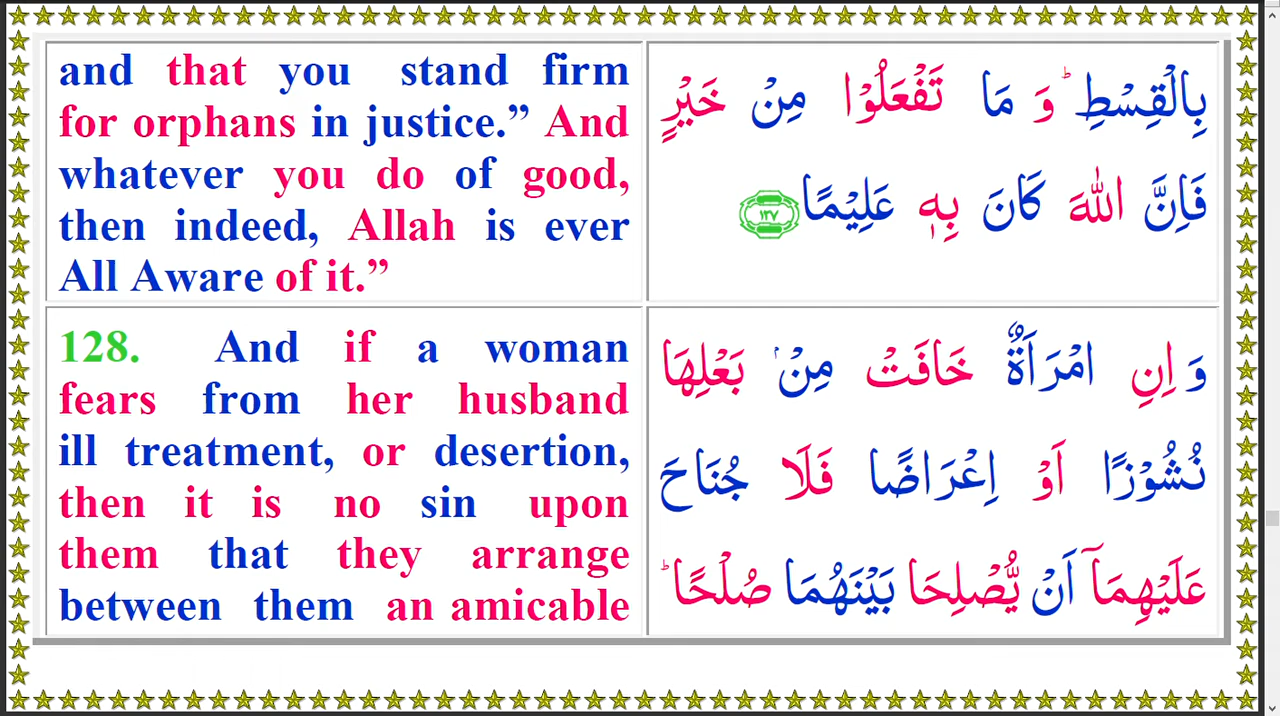 and that you stand firm
for orphans in justice.” And
whatever you do of good,
then indeed, Allah is ever
All Aware of it.”
بِالْقِسْطِ ؕ وَ مَا تَفْعَلُوْا مِنْ خَيْرٍ
فَاِنَّ اللّٰهَ كَانَ بِهٖ عَلِيْمًا ١٢٧
128. And if a woman
fears from her husband
ill treatment, or desertion,
then it is no sin upon
them that they arrange
between them an amicable
وَ اِنِ امْرَاَةٌ خَافَتْ مِنْۢ بَعْلِهَا
نُشُوْزًا اَوْ اِعْرَاضًا فَلَا جُنَاحَ
عَلَيْهِمَاۤ اَنْ يُّصْلِحَا بَيْنَهُمَا صُلْحًا ؕ